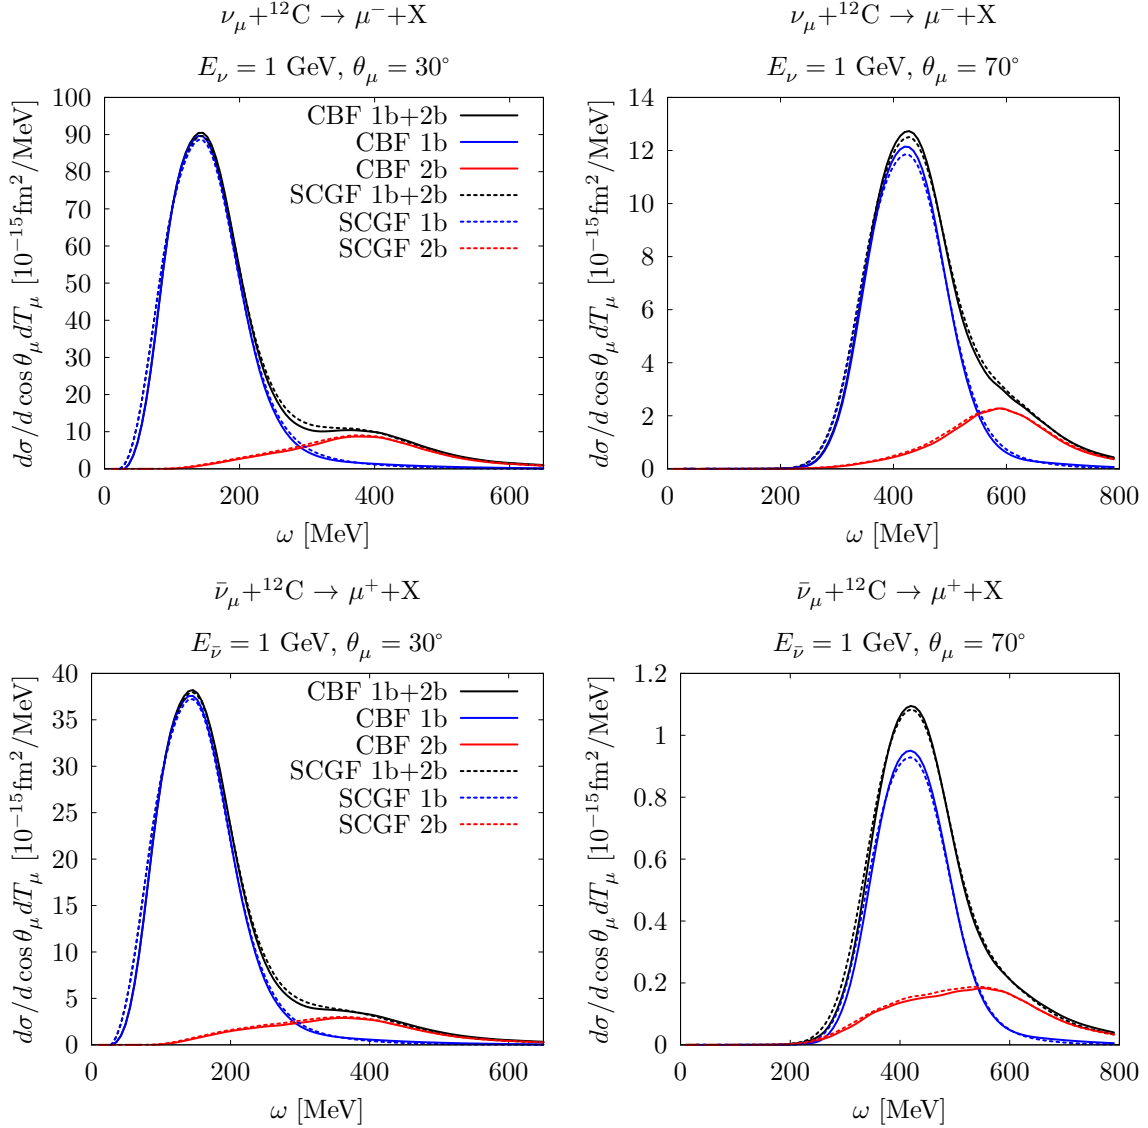 ν_μ+¹²C → μ⁻+X
E_ν = 1 GeV, θ_μ = 30°
dσ/d cos θ_μ dT_μ [10⁻¹⁵fm²/MeV]
100
90
80
70
60
50
40
30
20
10
0
CBF 1b+2b
CBF 1b
CBF 2b
SCGF 1b+2b
SCGF 1b
SCGF 2b
0 200 400 600
ω [MeV]
ν_μ+¹²C → μ⁻+X
E_ν = 1 GeV, θ_μ = 70°
dσ/d cos θ_μ dT_μ [10⁻¹⁵fm²/MeV]
14
12
10
8
6
4
2
0
0 200 400 600 800
ω [MeV]
ν̄_μ+¹²C → μ⁺+X
E_ν̄ = 1 GeV, θ_μ = 30°
dσ/d cos θ_μ dT_μ [10⁻¹⁵fm²/MeV]
40
35
30
25
20
15
10
5
0
CBF 1b+2b
CBF 1b
CBF 2b
SCGF 1b+2b
SCGF 1b
SCGF 2b
0 200 400 600
ω [MeV]
ν̄_μ+¹²C → μ⁺+X
E_ν̄ = 1 GeV, θ_μ = 70°
dσ/d cos θ_μ dT_μ [10⁻¹⁵fm²/MeV]
1.2
1
0.8
0.6
0.4
0.2
0
0 200 400 600 800
ω [MeV]